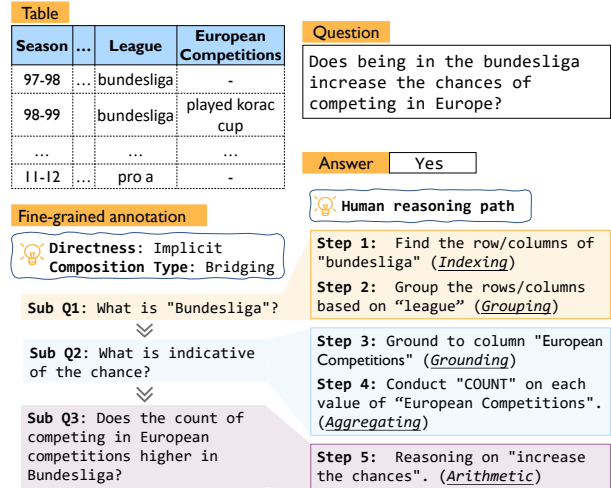 Table
Season ... League European Competitions
97-98 ... bundesliga -
98-99 bundesliga played korac cup
... ... ...
11-12 ... pro a -
Question
Does being in the bundesliga
increase the chances of
competing in Europe?
Answer Yes
Fine-grained annotation
Directness: Implicit
Composition Type: Bridging
Sub Q1: What is "Bundesliga"?
Sub Q2: What is indicative
of the chance?
Sub Q3: Does the count of
competing in European
competitions higher in
Bundesliga?
Human reasoning path
Step 1: Find the row/columns of
"bundesliga" (Indexing)
Step 2: Group the rows/columns
based on “league” (Grouping)
Step 3: Ground to column "European
Competitions" (Grounding)
Step 4: Conduct "COUNT" on each
value of “European Competitions".
(Aggregating)
Step 5: Reasoning on "increase
the chances". (Arithmetic)